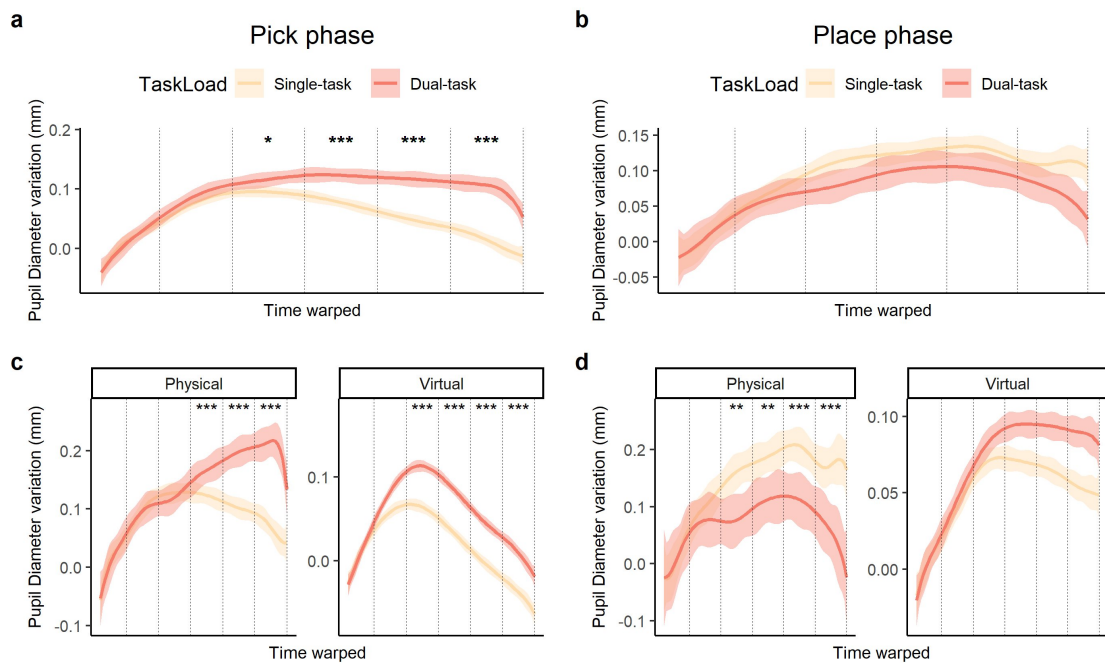 a
Pick phase
TaskLoad Single-task Dual-task
Pupil Diameter variation (mm)
0.2
0.1
0.0
* *** *** ***
Time warped
b
Place phase
TaskLoad Single-task Dual-task
Pupil Diameter variation (mm)
0.15
0.10
0.05
0.00
-0.05
Time warped
c
Physical
Virtual
Pupil Diameter variation (mm)
0.2
0.1
0.0
-0.1
*** *** ***
0.1
0.0
*** *** *** ***
Time warped
d
Physical
Virtual
Pupil Diameter variation (mm)
0.2
0.1
0.0
-0.1
** ** *** ***
0.10
0.05
0.00
Time warped